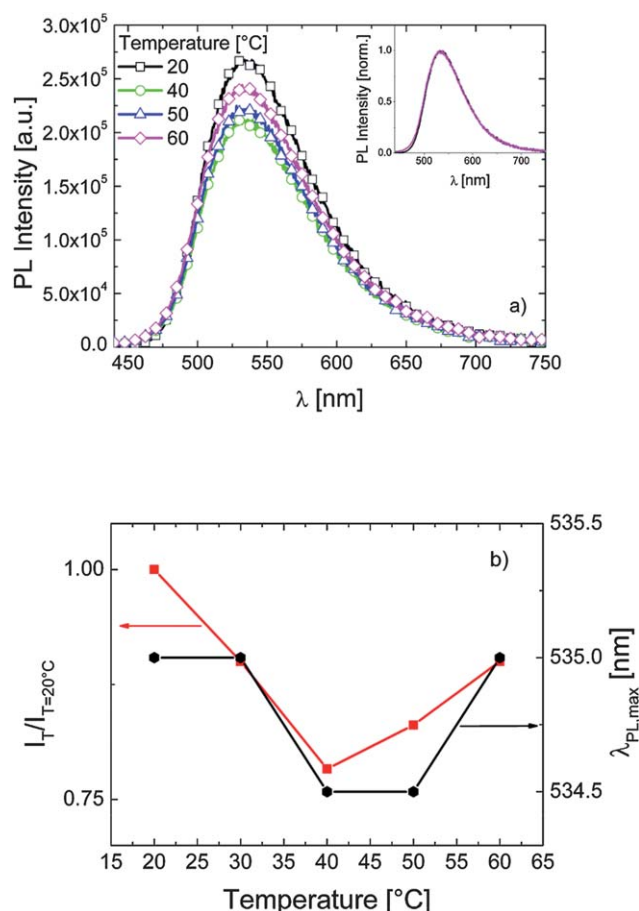 3.0x10⁵
2.5x10⁵
2.0x10⁵
1.5x10⁵
1.0x10⁵
5.0x10⁴
0.0
PL Intensity [a.u.]
Temperature [°C]
20
40
50
60
1.0
0.5
0.0
PL Intensity [norm.]
500 600 700
λ [nm]
a)
450 500 550 600 650 700 750
λ [nm]
b)
1.00
0.75
I_T/I_T=20°C
535.5
535.0
534.5
λ_PL,max [nm]
15 20 25 30 35 40 45 50 55 60 65
Temperature [°C]